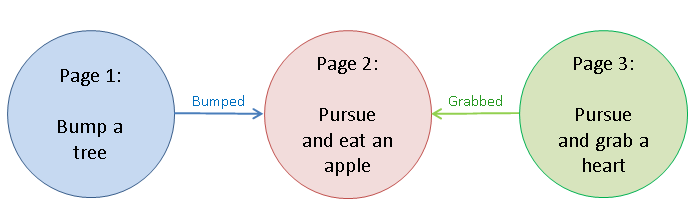 Page 1:
Bump a
tree
Bumped
Page 2:
Pursue
and eat an
apple
Grabbed
Page 3:
Pursue
and grab a
heart